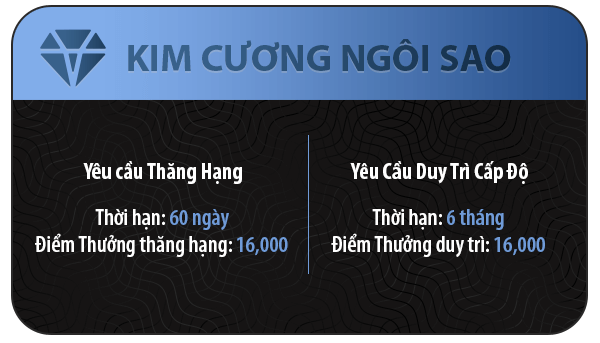 KIM CƯƠNG NGÔI SAO
Yêu cầu Thăng Hạng
Thời hạn: 60 ngày
Điểm Thưởng thăng hạng: 16,000
Yêu Cầu Duy Trì Cấp Độ
Thời hạn: 6 tháng
Điểm Thưởng duy trì: 16,000